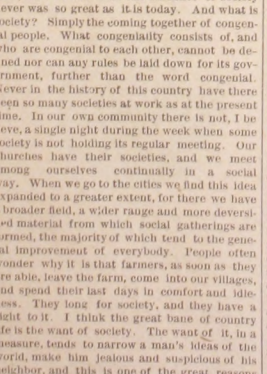 ever was so great as it is today. And what is
ociety? Simply the coming together of congen-
al people. What congeniality consists of, and
ho are congenial to each other, cannot be de-
ned nor can any rules be laid down for its gov-
rnment, further than the word congenial.
ever in the history of this country have there
een so many societies at work as at the present
ime. In our own community there is not, I be
eve, a single night during the week when some
ociety is not holding its regular meeting. Our
hurches have their societies, and we meet
mong ourselves continually in a social
ay. When we go to the cities we find this idea
xpanded to a greater extent, for there we have
broader field, a wider range and more deversi-
ed material from which social gatherings are
ormed, the majority of which tend to the gene-
al improvement of everybody. People often
onder why it is that farmers, as soon as they
re able, leave the farm, come into our villages,
nd spend their last days in comfort and idle-
ess. They long for society, and they have a
ight to it. I think the great bane of country
fe is the want of society. The want of it, in a
easure, tends to narrow a man's ideas of the
orld, make him jealous and suspicious of his
eighbor, and this is one of the great reasons